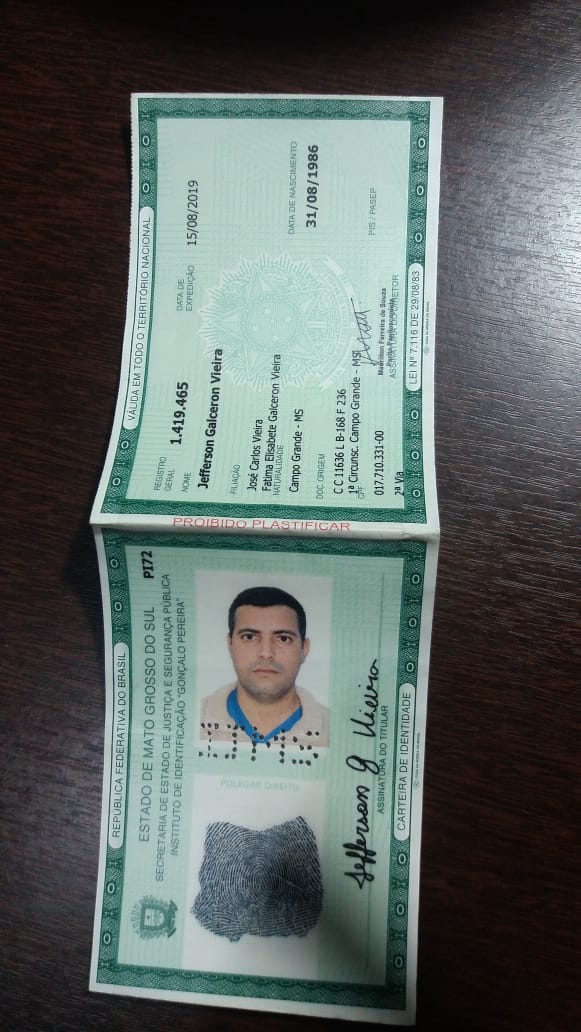 VÁLIDA EM TODO O TERRITÓRIO NACIONAL
REGISTRO GERAL 1.419.465 DATA DE EXPEDIÇÃO 15/08/2019
NOME
Jefferson Galceron Vieira
FILIAÇÃO
José Carlos Vieira
Fatima Elisabete Galceron Vieira
NATURALIDADE
DATA DE NASCIMENTO
Campo Grande - MS
31/08/1986
DOC ORIGEM
C C 11636 L B-168 F 236
1ª Circunsc. Campo Grande - MS
CPF
PIS / PASEP
017.710.331-00
2ª Via
Ferreira de Souza
ASSINATURA DO DIRETOR
LEI Nº 7.116 DE 29/08/83
PROIBIDO PLASTIFICAR
REPÚBLICA FEDERATIVA DO BRASIL
ESTADO DE MATO GROSSO DO SUL
PI72
SECRETARIA DE ESTADO DE JUSTIÇA E SEGURANÇA PÚBLICA
INSTITUTO DE IDENTIFICAÇÃO "GONÇALO PEREIRA"
POLEGAR DIREITO
Jefferson G Vieira
ASSINATURA DO TITULAR
CARTEIRA DE IDENTIDADE